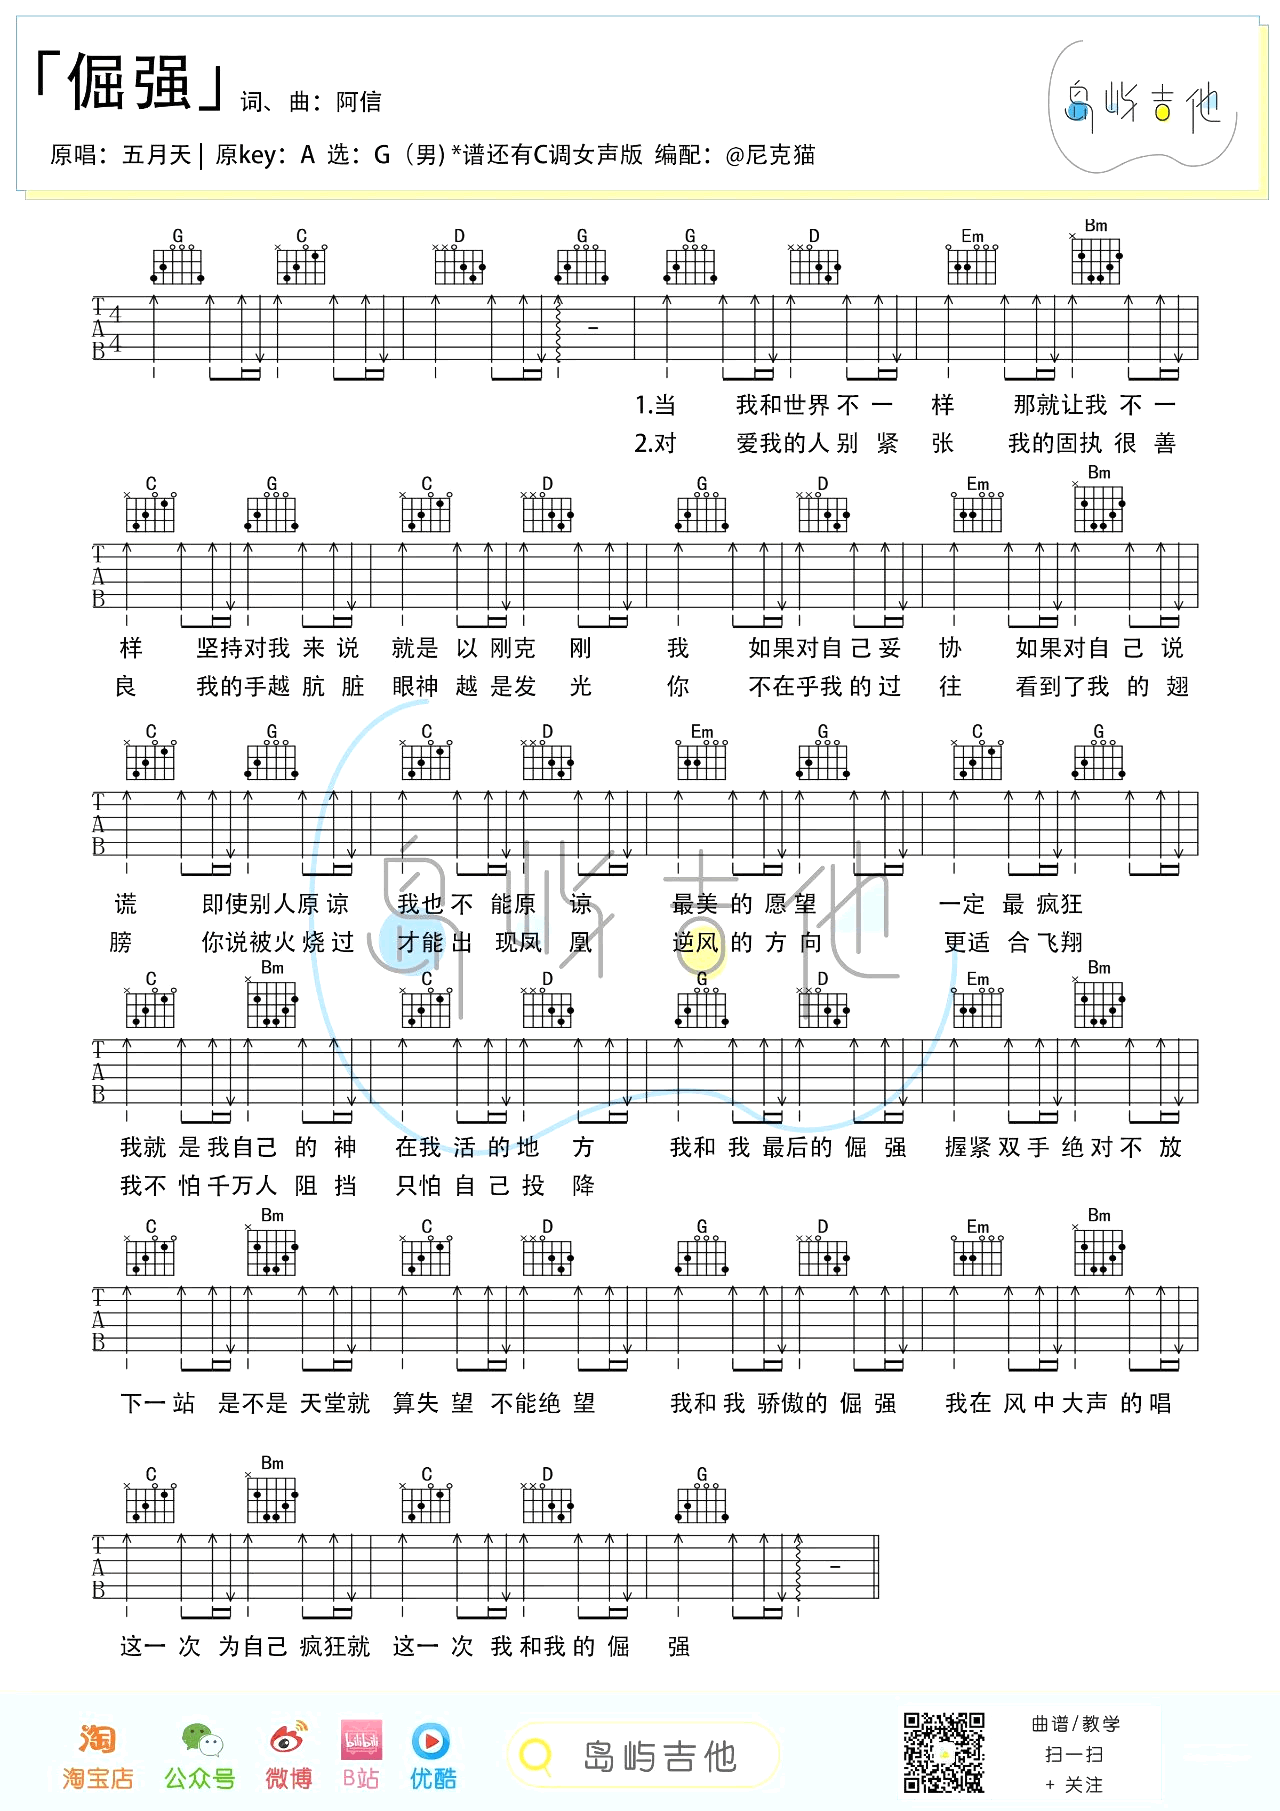 「倔强」 词、曲：阿信
岛屿吉他
原唱：五月天 | 原key：A 选：G（男）*谱还有C调女声版 编配：@尼克猫
G C D G G D Em Bm
T A B 4 4
1.当 我和世界不一样 那就让我不一
2.对 爱我的人别紧张 我的固执很善
C G C D G D Em Bm
T A B
样 坚持对我来说 就是以刚克刚 我 如果对自己妥协 如果对自己说
良 我的手越肮脏 眼神越是发光 你 不在乎我的过往 看到了我的翅
C G C D Em G C G
T A B
岛屿吉他
谎 即使别人原谅 我也不能原谅 最美的愿望 一定最疯狂
膀 你说被火烧过 才能出现凤凰 逆风的方向 更适合飞翔
C Bm C D G D Em Bm
T A B
我就是我自己的神 在我活的地方 我和我最后的倔强 握紧双手绝对不放
我不怕千万人阻挡 只怕自己投降
C Bm C D G D Em Bm
T A B
下一站是不是天堂就算失望不能绝望 我和我骄傲的倔强 我在风中大声的唱
C Bm C D G
T A B
这一次为自己疯狂就这一次我和我的倔强
淘
bilibili
淘宝店 公众号 微博 B站 优酷
岛屿吉他
曲谱/教学
扫一扫
+ 关注